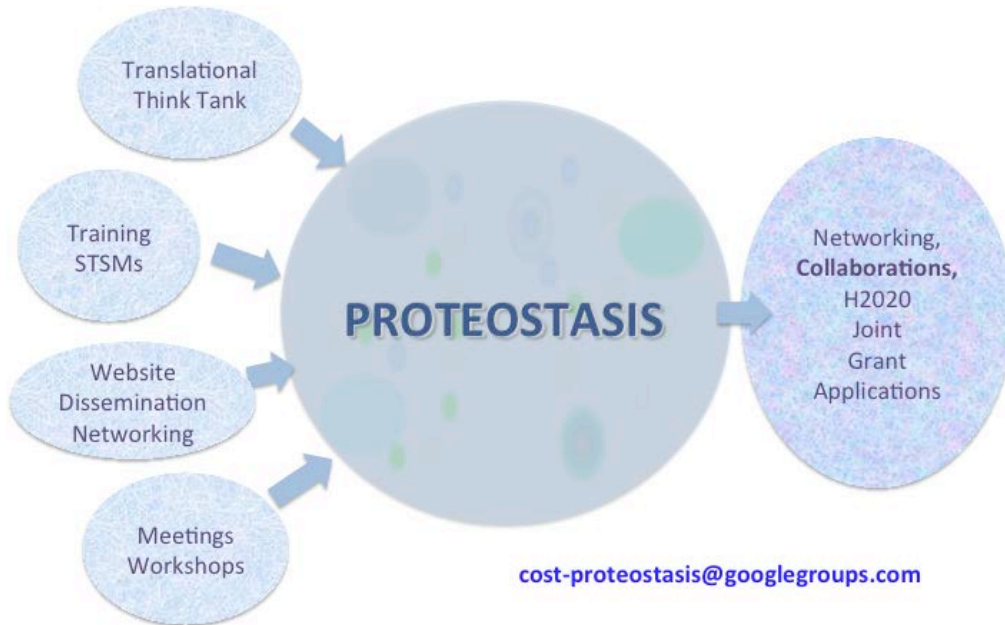 Translational
Think Tank
Training
STSMs
Website
Dissemination
Networking
Meetings
Workshops
PROTEOSTASIS
Networking,
Collaborations,
H2020
Joint
Grant
Applications
cost-proteostasis@googlegroups.com